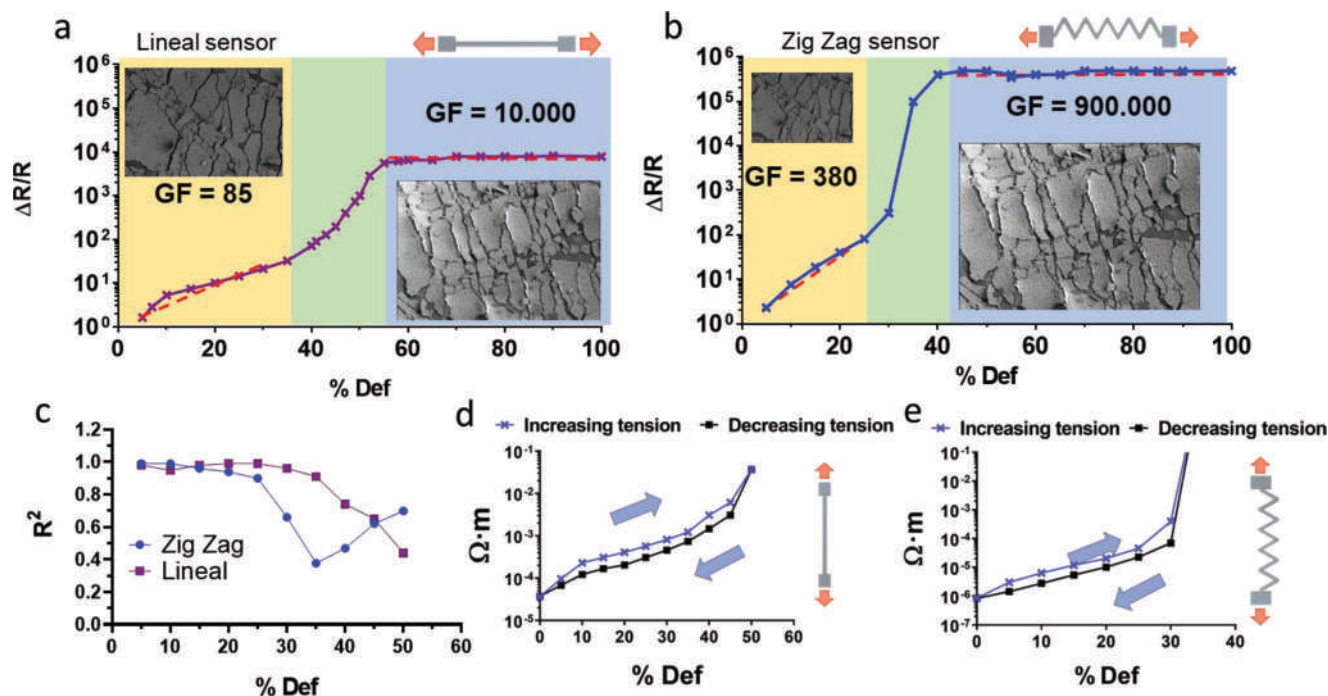 a
Lineal sensor
10⁶
10⁵
10⁴
10³
10²
10¹
10⁰
ΔR/R
GF = 85
GF = 10.000
0 20 40 60 80 100
% Def
b
Zig Zag sensor
10⁶
10⁵
10⁴
10³
10²
10¹
10⁰
ΔR/R
GF = 380
GF = 900.000
0 20 40 60 80 100
% Def
c
1.2
1.0
0.8
0.6
0.4
0.2
0.0
R²
Zig Zag
Lineal
0 10 20 30 40 50 60
% Def
d
Increasing tension Decreasing tension
10⁻¹
10⁻²
10⁻³
10⁻⁴
10⁻⁵
Ω·m
0 10 20 30 40 50 60
% Def
e
Increasing tension Decreasing tension
10⁻¹
10⁻²
10⁻³
10⁻⁴
10⁻⁵
10⁻⁶
10⁻⁷
Ω·m
0 10 20 30 40
% Def